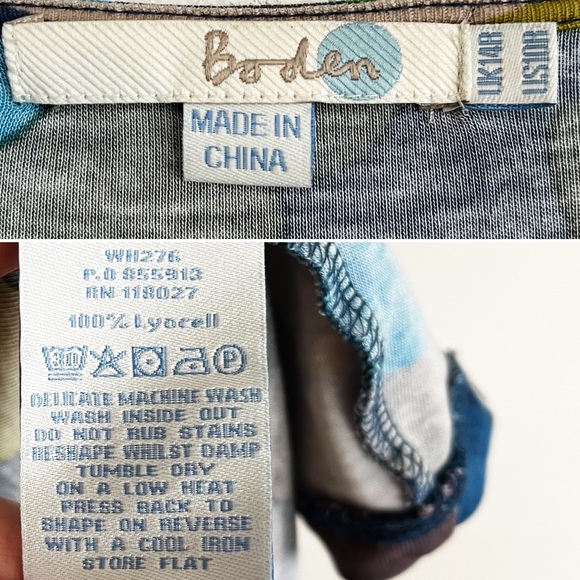 Boden
UK14R
US10R
MADE IN
CHINA
WH276
P.O 855913
RN 118027
100% Lyocell
30
P
DELICATE MACHINE WASH
WASH INSIDE OUT
DO NOT RUB STAINS
RESHAPE WHILST DAMP
TUMBLE DRY
ON A LOW HEAT
PRESS BACK TO
SHAPE ON REVERSE
WITH A COOL IRON
STORE FLAT